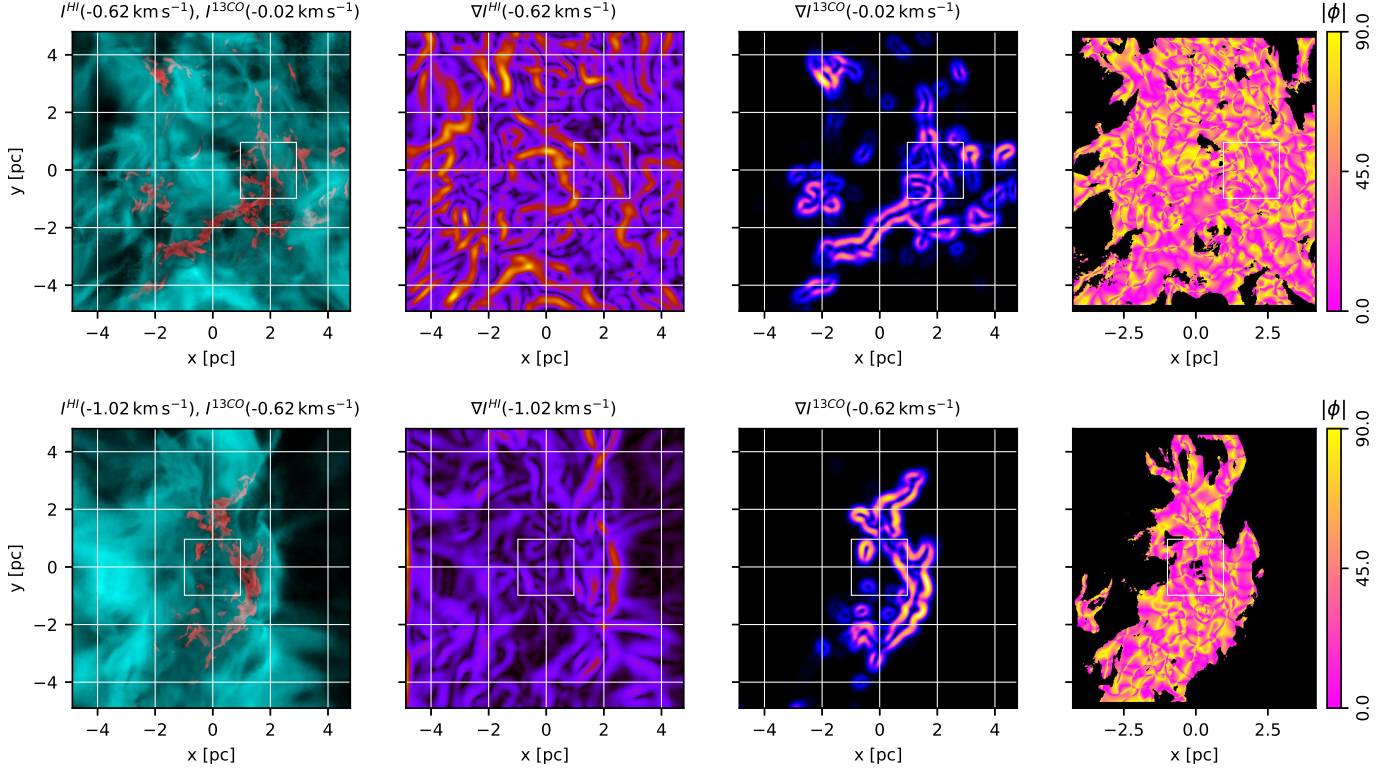 I^{HI}(-0.62 km s⁻¹), I^{13CO}(-0.02 km s⁻¹)
∇I^{HI}(-0.62 km s⁻¹)
∇I^{13CO}(-0.02 km s⁻¹)
|ϕ|
4
2
0
−2
−4
y [pc]
−4 −2 0 2 4
x [pc]
−4 −2 0 2 4
x [pc]
−4 −2 0 2 4
x [pc]
−2.5 0.0 2.5
x [pc]
90.0
45.0
0.0
I^{HI}(-1.02 km s⁻¹), I^{13CO}(-0.62 km s⁻¹)
∇I^{HI}(-1.02 km s⁻¹)
∇I^{13CO}(-0.62 km s⁻¹)
|ϕ|
4
2
0
−2
−4
y [pc]
−4 −2 0 2 4
x [pc]
−4 −2 0 2 4
x [pc]
−4 −2 0 2 4
x [pc]
−2.5 0.0 2.5
x [pc]
90.0
45.0
0.0